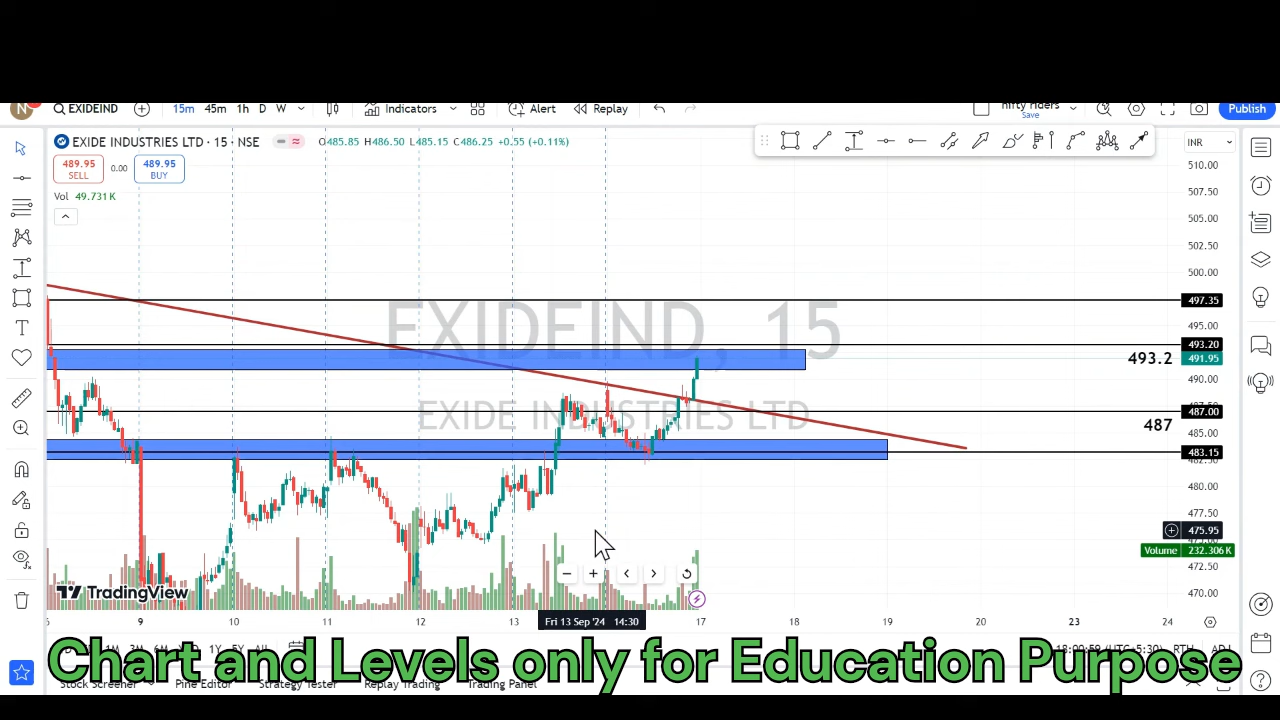 N EXIDEIND 15m 45m 1h D W Indicators Alert Replay nifty riders Save Publish
EXIDE INDUSTRIES LTD · 15 · NSE O485.85 H486.50 L485.15 C486.25 +0.55 (+0.11%) INR
489.95 SELL 0.00 489.95 BUY
Vol 49.731 K
510.00
507.50
505.00
502.50
500.00
497.35
495.00
EXIDEIND, 15
493.20
493.2 491.95
490.00
EXIDE INDUSTRIES LTD
487.00
487
485.00
483.15
480.00
477.50
475.95
Volume 232.306 K
472.50
TradingView 470.00
9 10 11 12 13 Fri 13 Sep '24 14:30 17 18 19 20 23 24
Chart and Levels only for Education Purpose
Stock Screener Pine Editor Strategy Tester Replay Trading Trading Panel